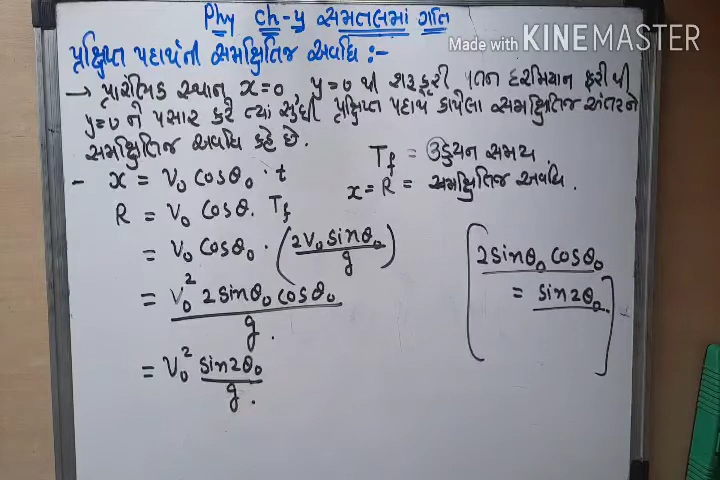 Phy ch-4 સમતલમાં ગતિ
Made with KINEMASTER
પ્રક્ષિપ્ત પદાર્થની સમક્ષિતિજ અવધિ :-
→ પ્રારંભિક સ્થાન x=0, y=0 થી શરૂ કરી પતન દરમિયાન ફરીથી
y=0 ને પસાર કરે ત્યાં સુધી પ્રક્ષિપ્ત પદાર્થ કાપેલા સમક્ષિતિજ અંતરને
સમક્ષિતિજ અવધિ કહે છે.
- x = V₀ cosθ₀ · t
T_f = ઉડ્ડયન સમય.
x=R= સમક્ષિતિજ અવધિ.
R = V₀ cosθ. T_f
= V₀ cosθ₀ · (2V₀ sinθ₀ / g)
= V₀² 2sinθ₀ cosθ₀ / g.
= V₀² sin2θ₀ / g.
[2sinθ₀ cosθ₀
= sin2θ₀.]